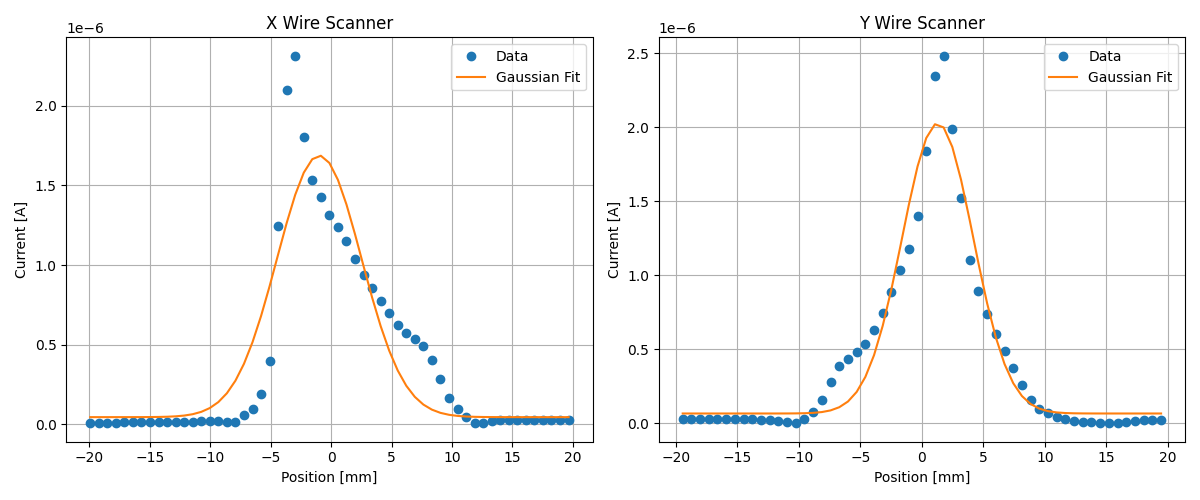 X Wire Scanner
1e−6
Data
Gaussian Fit
2.0
1.5
1.0
0.5
0.0
Current [A]
−20 −15 −10 −5 0 5 10 15 20
Position [mm]
Y Wire Scanner
1e−6
Data
Gaussian Fit
2.5
2.0
1.5
1.0
0.5
0.0
Current [A]
−20 −15 −10 −5 0 5 10 15 20
Position [mm]